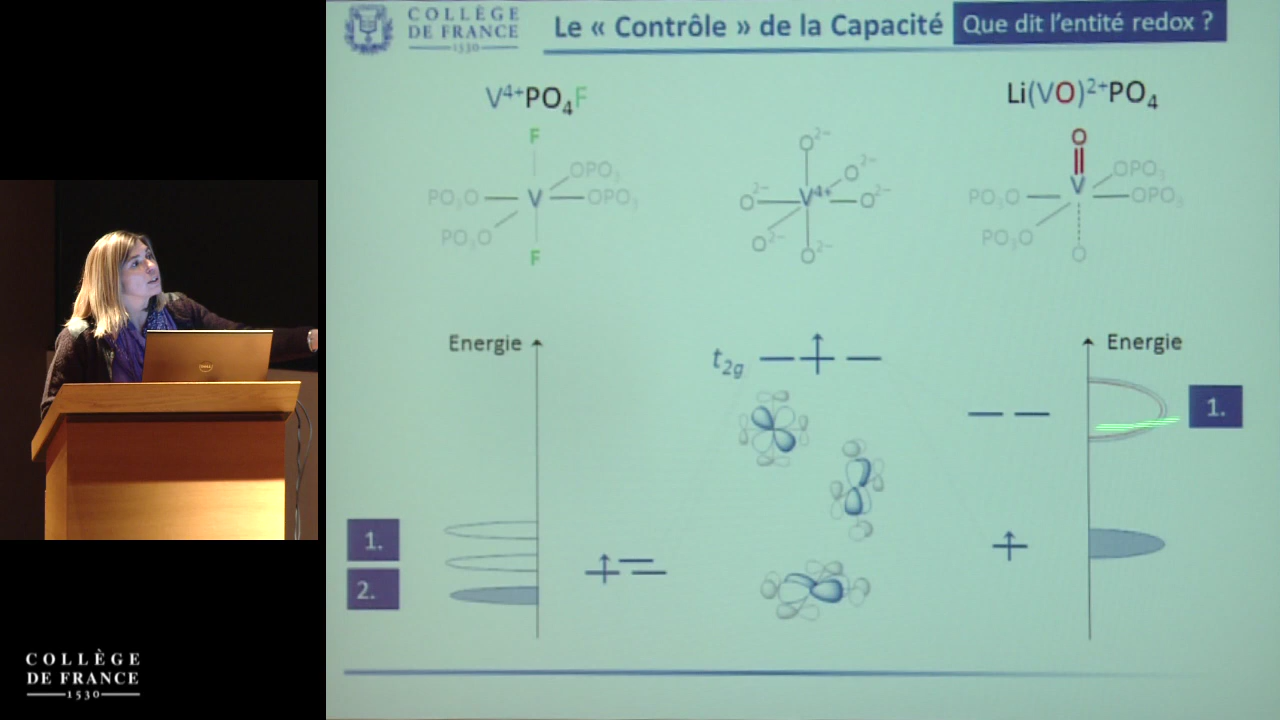 COLLÈGE
DE FRANCE
1530
Le « Contrôle » de la Capacité
Que dit l'entité redox ?
V⁴⁺PO₄F
F
V
OPO₃
PO₃O
OPO₃
PO₃O
F
O²⁻
O²⁻
O²⁻
V⁴⁺
O²⁻
O²⁻
O²⁻
Li(VO)²⁺PO₄
O
V
OPO₃
PO₃O
OPO₃
PO₃O
O
Energie
t₂g
Energie
1.
1.
2.
DELL
COLLÈGE
DE FRANCE
1530